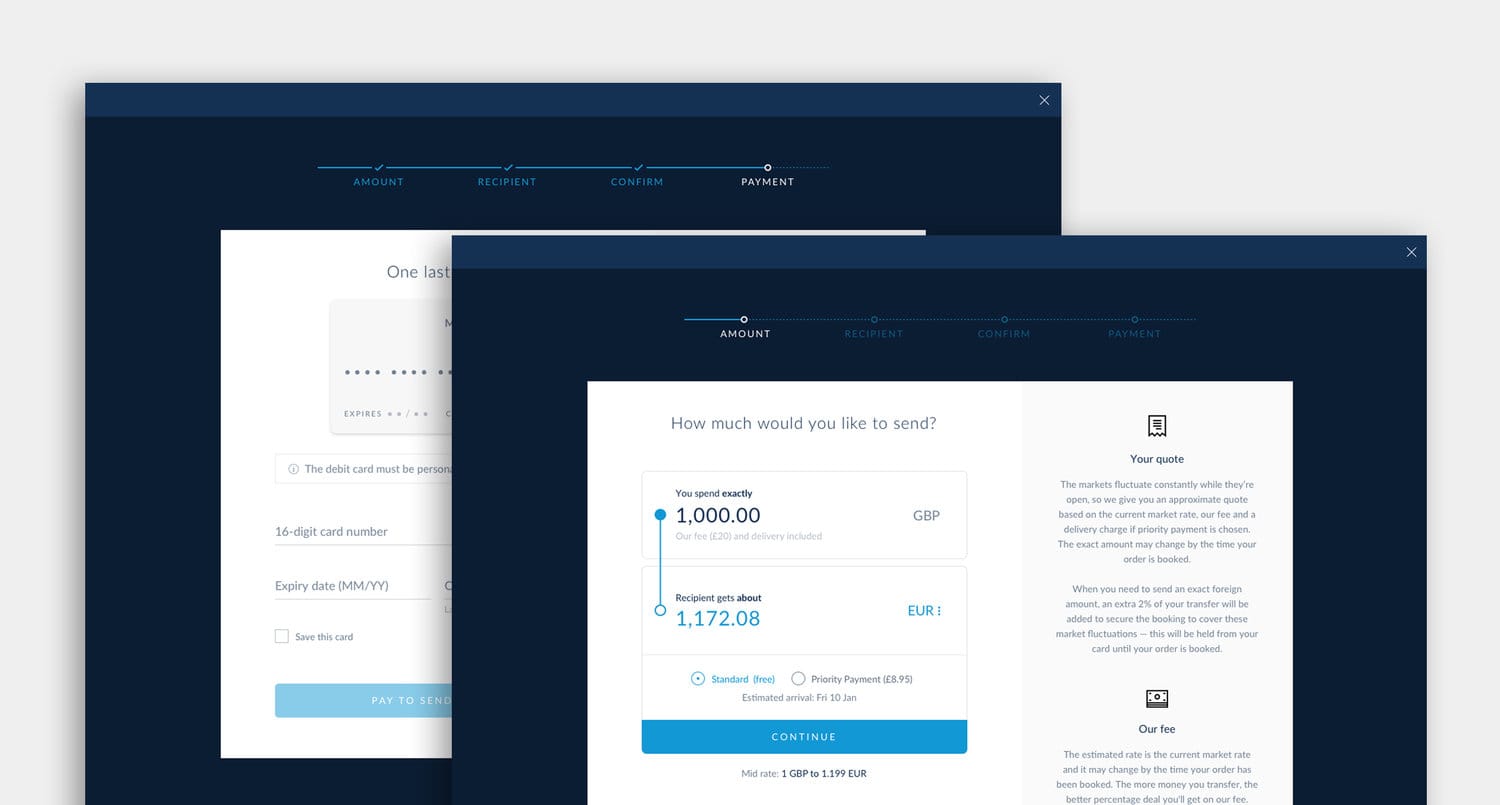 AMOUNT RECIPIENT CONFIRM PAYMENT
One last
•••• ••••
EXPIRES ••/••
The debit card must be
16-digit card number
Expiry date (MM/YY)
Save this card
PAY TO SEND
AMOUNT RECIPIENT CONFIRM PAYMENT
How much would you like to send?
You spend exactly
1,000.00 GBP
Our fee (£20) and delivery included
Recipient gets about
1,172.08 EUR
Standard (free) Priority Payment (£8.95)
Estimated arrival: Fri 10 Jan
CONTINUE
Mid rate: 1 GBP to 1.199 EUR
Your quote
The markets fluctuate constantly while they're
open, so we give you an approximate quote
based on the current market rate, our fee and a
delivery charge if priority payment is chosen.
The exact amount may change by the time your
order is booked.
When you need to send an exact foreign
amount, an extra 2% of your transfer will be
added to secure the booking to cover these
market fluctuations — this will be held from your
card until your order is booked.
Our fee
The estimated rate is the current market rate
and it may change by the time your order has
been booked. The more money you transfer, the
better percentage deal you'll get on our fee.